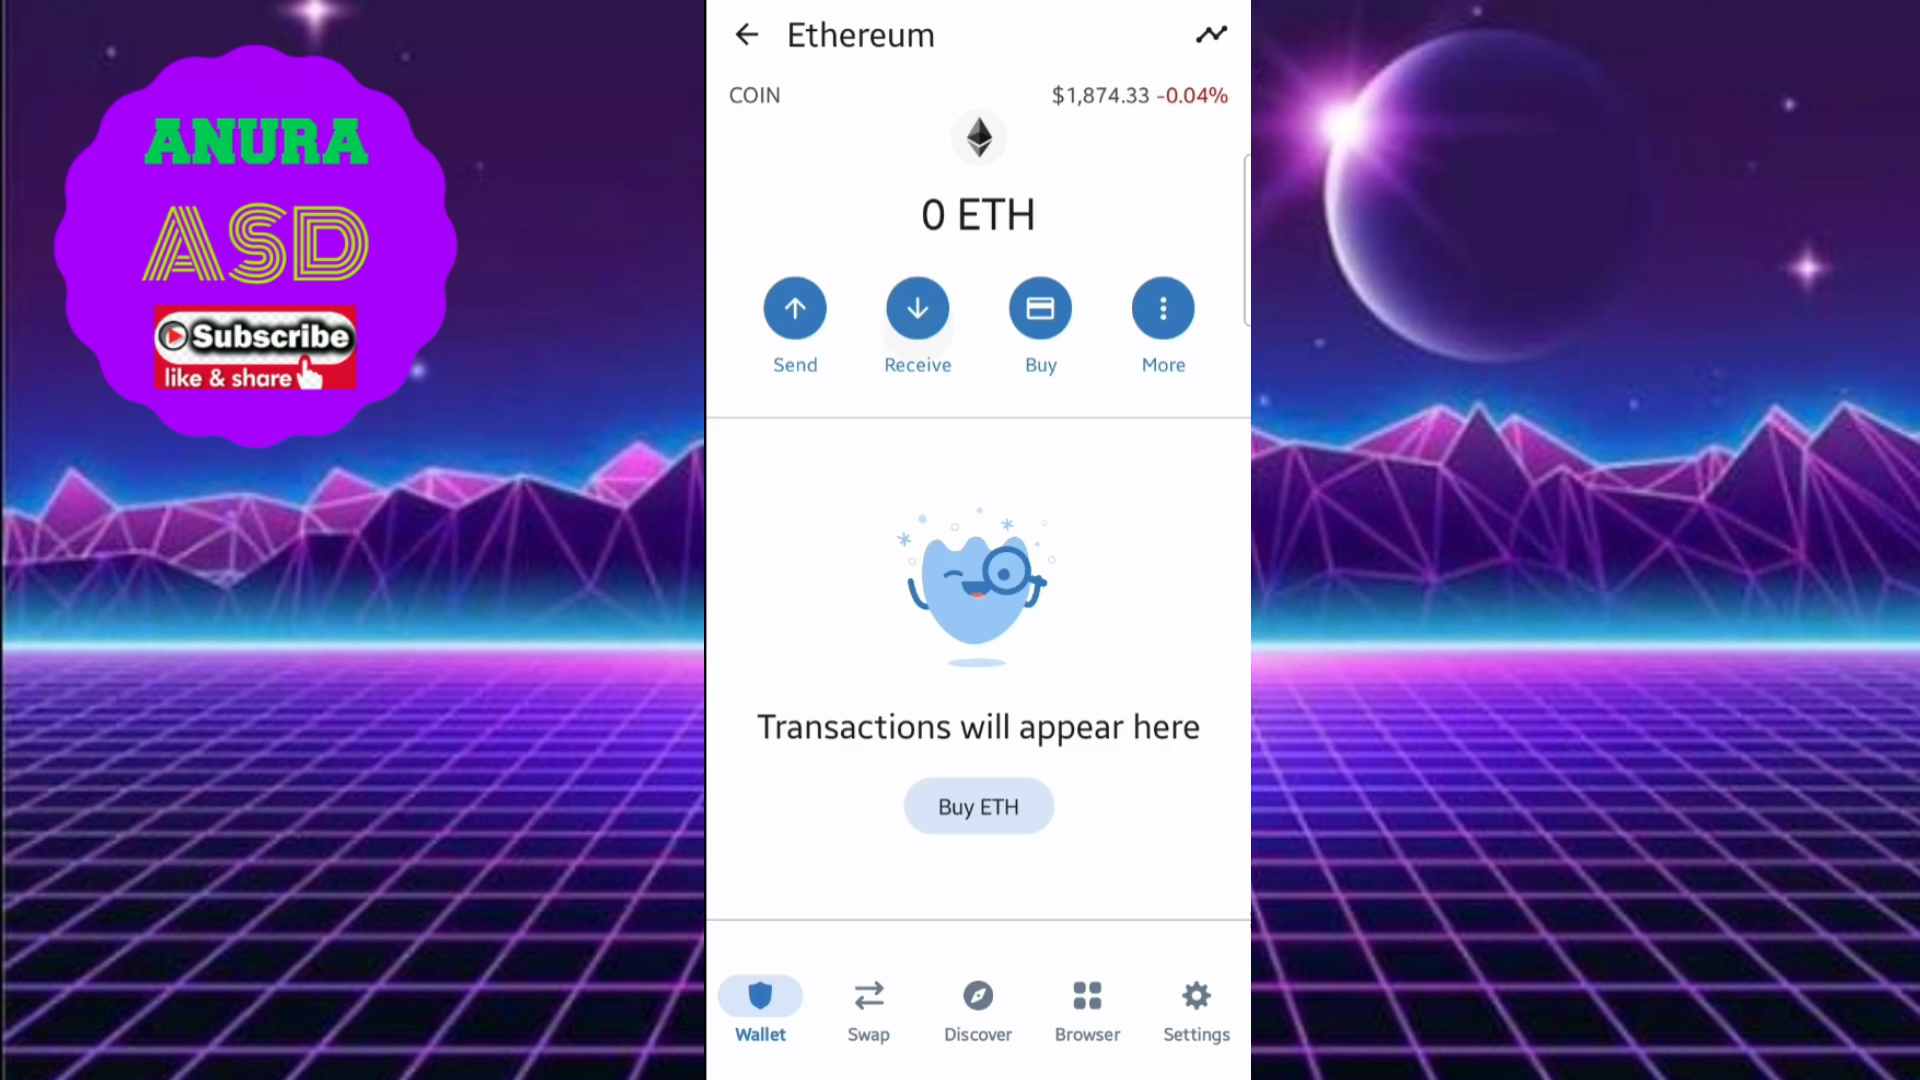 ANURA
ASD
Subscribe
like & share
Ethereum
COIN
$1,874.33 -0.04%
0 ETH
Send
Receive
Buy
More
Transactions will appear here
Buy ETH
Wallet
Swap
Discover
Browser
Settings